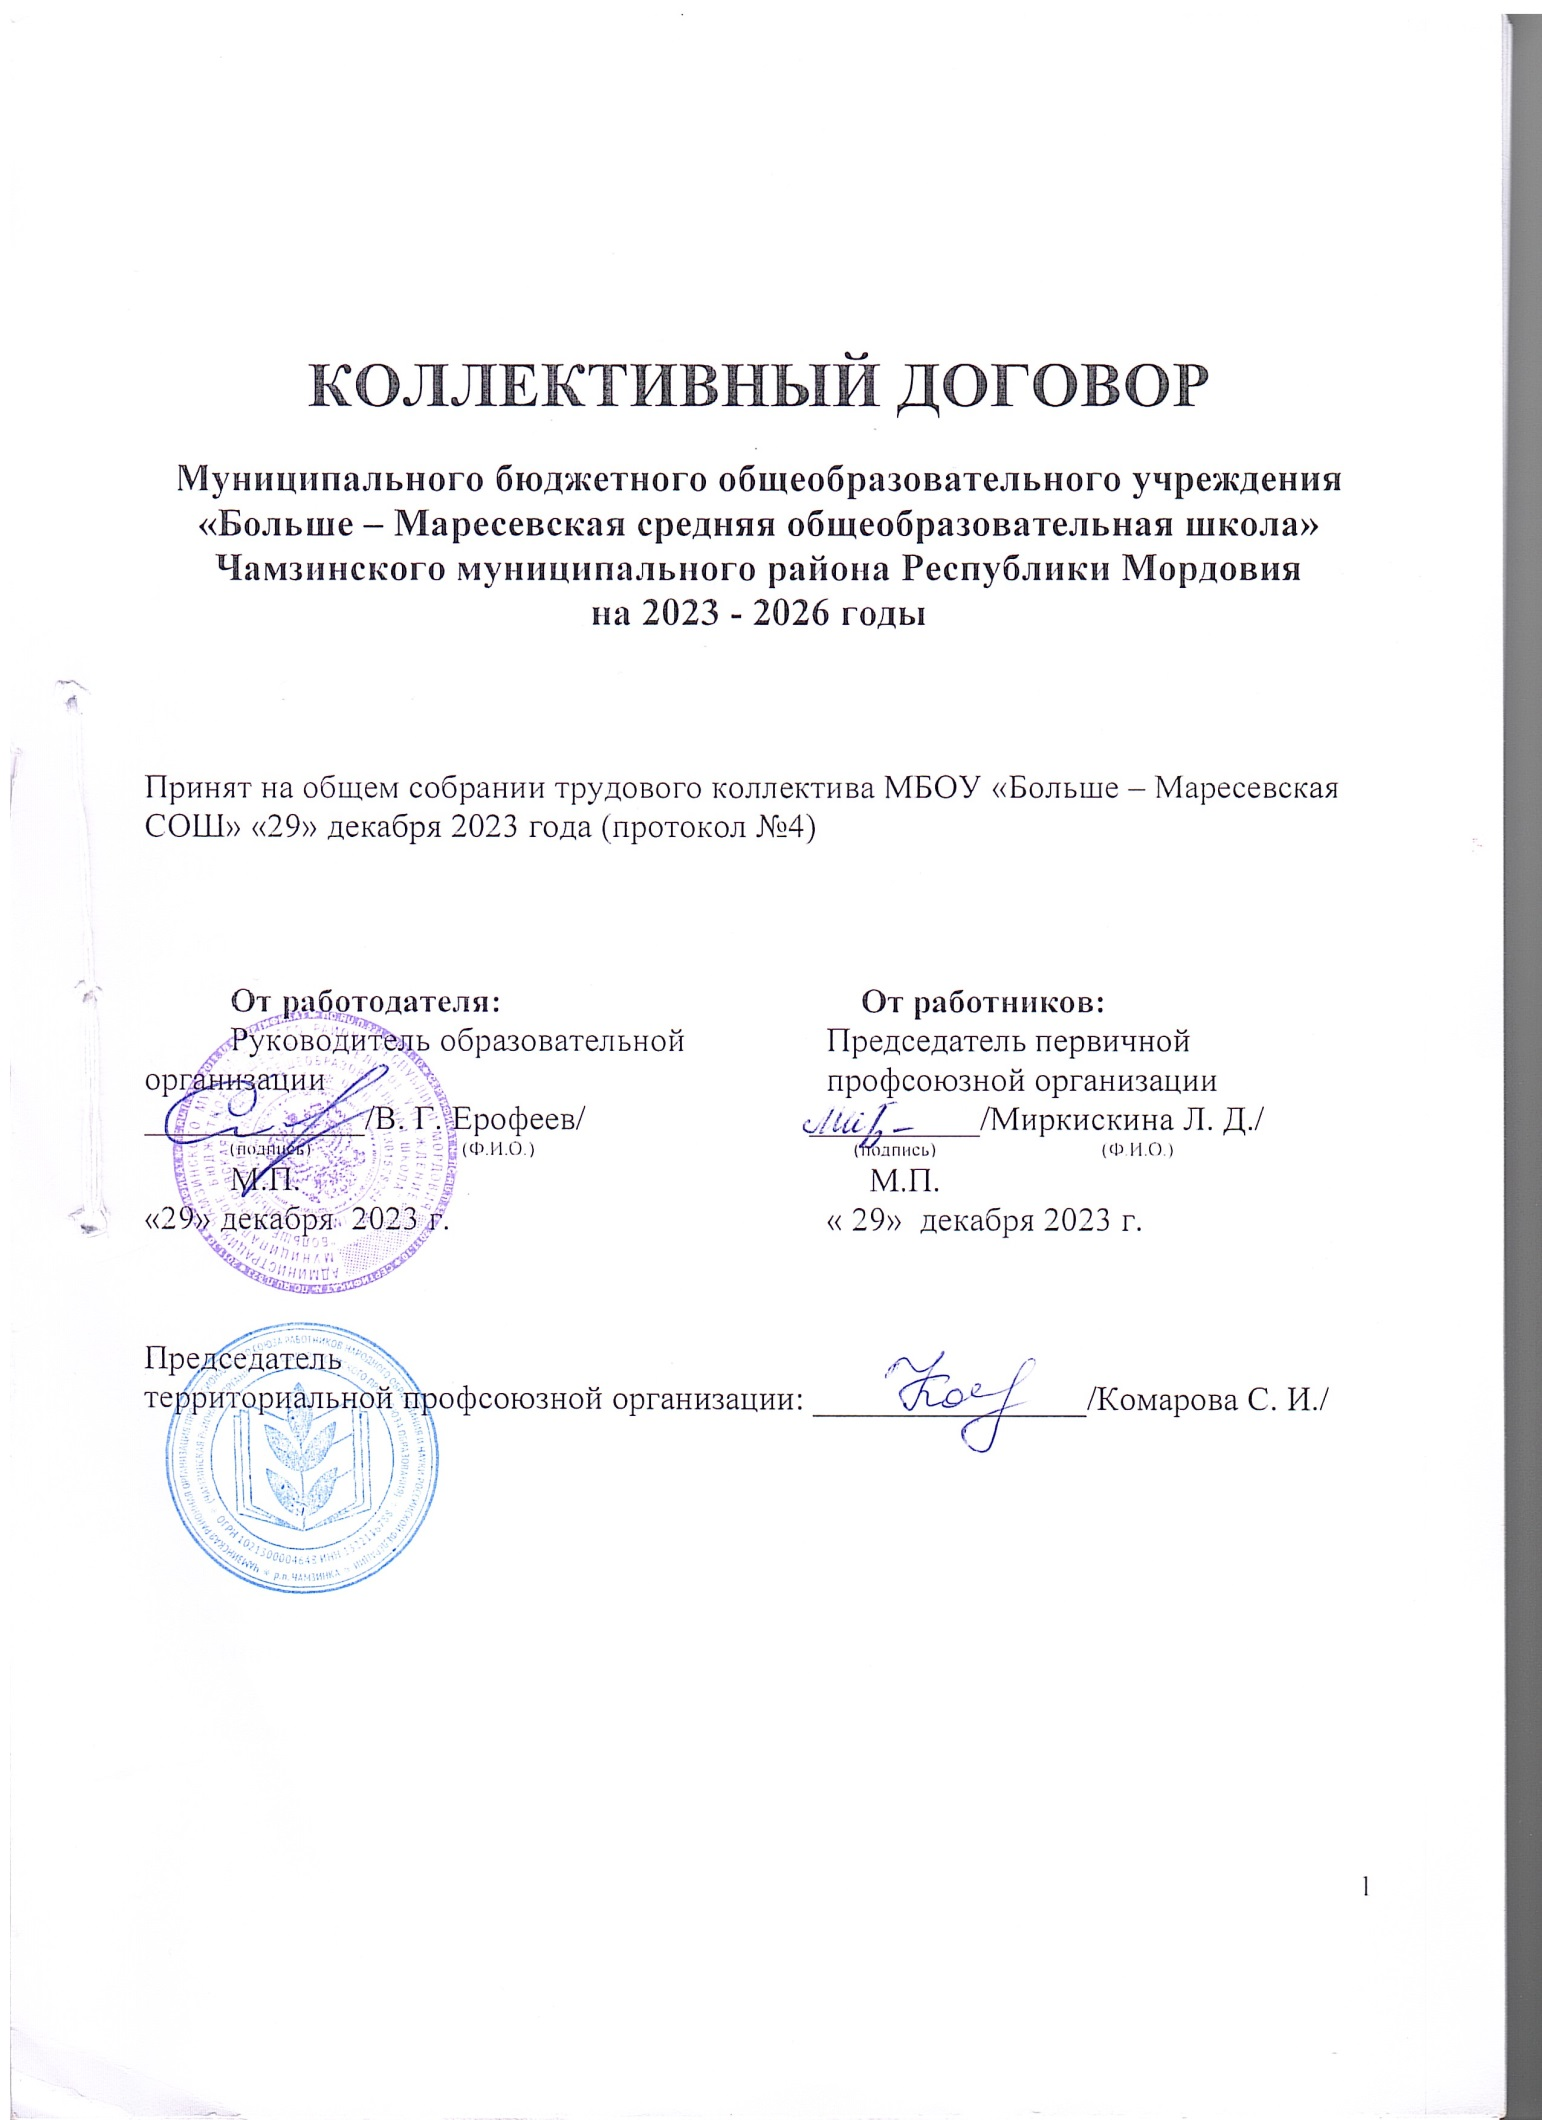 КОЛЛЕКТИВНЫЙ ДОГОВОР
Муниципального бюджетного общеобразовательного учреждения
«Больше – Маресевская средняя общеобразовательная школа»
Чамзинского муниципального района Республики Мордовия
на 2023 - 2026 годы
Принят на общем собрании трудового коллектива МБОУ «Больше – Маресевская
СОШ» «29» декабря 2023 года (протокол №4)
От работодателя:
Руководитель образовательной
организации
/В. Г. Ерофеев/
(подпись) (Ф.И.О.)
М.П.
«29» декабря 2023 г.
От работников:
Председатель первичной
профсоюзной организации
/Миркискина Л. Д./
(подпись) (Ф.И.О.)
М.П.
« 29» декабря 2023 г.
Председатель
территориальной профсоюзной организации: /Комарова С. И./
р.п. ЧАМЗИНКА
1